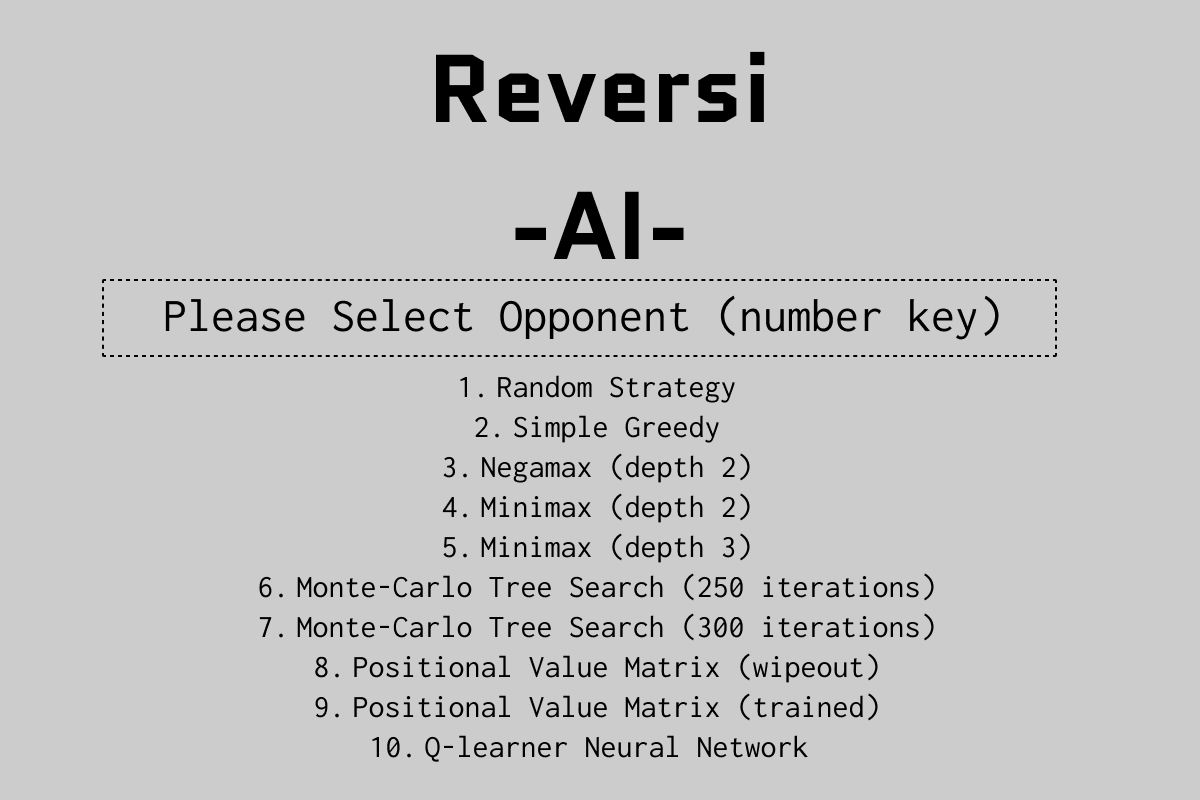 Reversi
-AI-
Please Select Opponent (number key)
1. Random Strategy
2. Simple Greedy
3. Negamax (depth 2)
4. Minimax (depth 2)
5. Minimax (depth 3)
6. Monte-Carlo Tree Search (250 iterations)
7. Monte-Carlo Tree Search (300 iterations)
8. Positional Value Matrix (wipeout)
9. Positional Value Matrix (trained)
10. Q-learner Neural Network